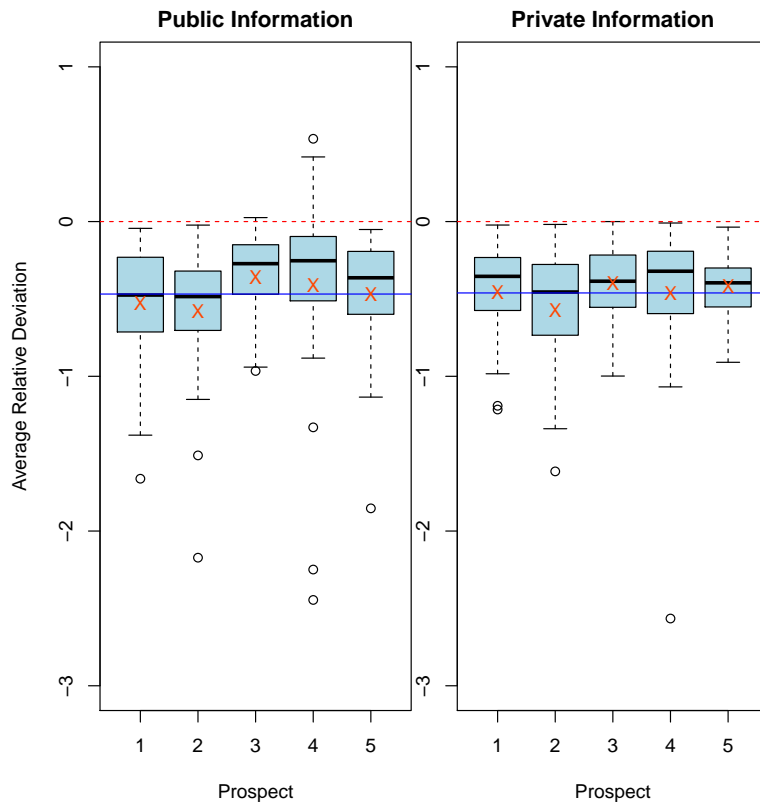 Public Information
Private Information
Average Relative Deviation
1
0
−1
−2
−3
1
0
−1
−2
−3
X
X
X
X
X
X
X
X
X
X
1 2 3 4 5
1 2 3 4 5
Prospect
Prospect